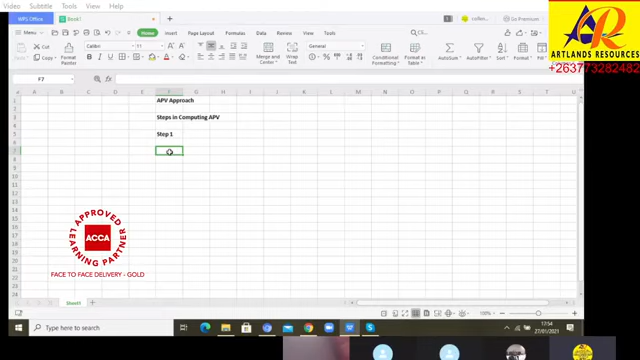 Video View Tools Help
WPS Office Book1 Go Premium
Menu Home Insert Page Layout Formulas Data Review View Tools
Cut Copy Paste Format Painter
Calibri
General
Merge and Center Wrap Text Conditional Formatting Format as Table AutoSum AutoFilter Sort Format
F7
A B C D E F G H I J K L M N O P Q R S T U
APV Approach
Steps in Computing APV
Step 1
APPROVED LEARNING PARTNER
ACCA
FACE TO FACE DELIVERY - GOLD
Sheet1
100%
Type here to search
17:54
27/01/2021
AR
ARTLANDS RESOURCES
+263773282482